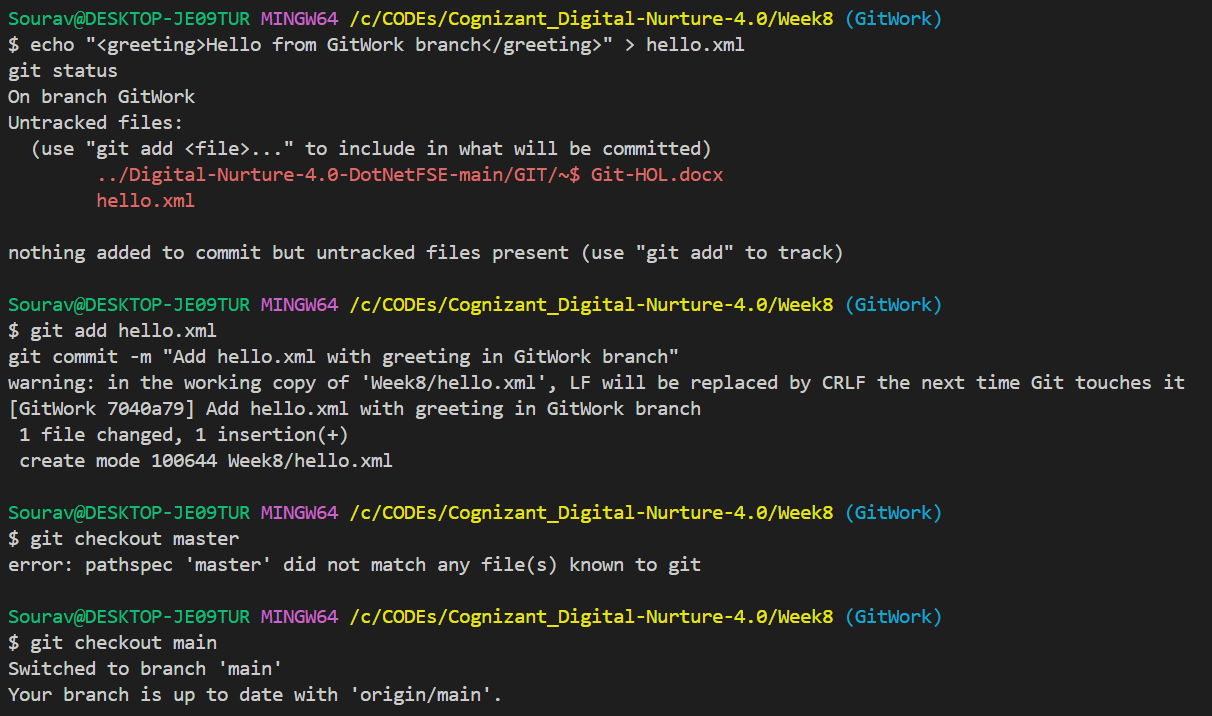 Sourav@DESKTOP-JE09TUR MINGW64 /c/CODEs/Cognizant_Digital-Nurture-4.0/Week8 (GitWork)
$ echo "<greeting>Hello from GitWork branch</greeting>" > hello.xml
git status
On branch GitWork
Untracked files:
  (use "git add <file>..." to include in what will be committed)
        ../Digital-Nurture-4.0-DotNetFSE-main/GIT/~$ Git-HOL.docx
        hello.xml

nothing added to commit but untracked files present (use "git add" to track)

Sourav@DESKTOP-JE09TUR MINGW64 /c/CODEs/Cognizant_Digital-Nurture-4.0/Week8 (GitWork)
$ git add hello.xml
git commit -m "Add hello.xml with greeting in GitWork branch"
warning: in the working copy of 'Week8/hello.xml', LF will be replaced by CRLF the next time Git touches it
[GitWork 7040a79] Add hello.xml with greeting in GitWork branch
 1 file changed, 1 insertion(+)
 create mode 100644 Week8/hello.xml

Sourav@DESKTOP-JE09TUR MINGW64 /c/CODEs/Cognizant_Digital-Nurture-4.0/Week8 (GitWork)
$ git checkout master
error: pathspec 'master' did not match any file(s) known to git

Sourav@DESKTOP-JE09TUR MINGW64 /c/CODEs/Cognizant_Digital-Nurture-4.0/Week8 (GitWork)
$ git checkout main
Switched to branch 'main'
Your branch is up to date with 'origin/main'.